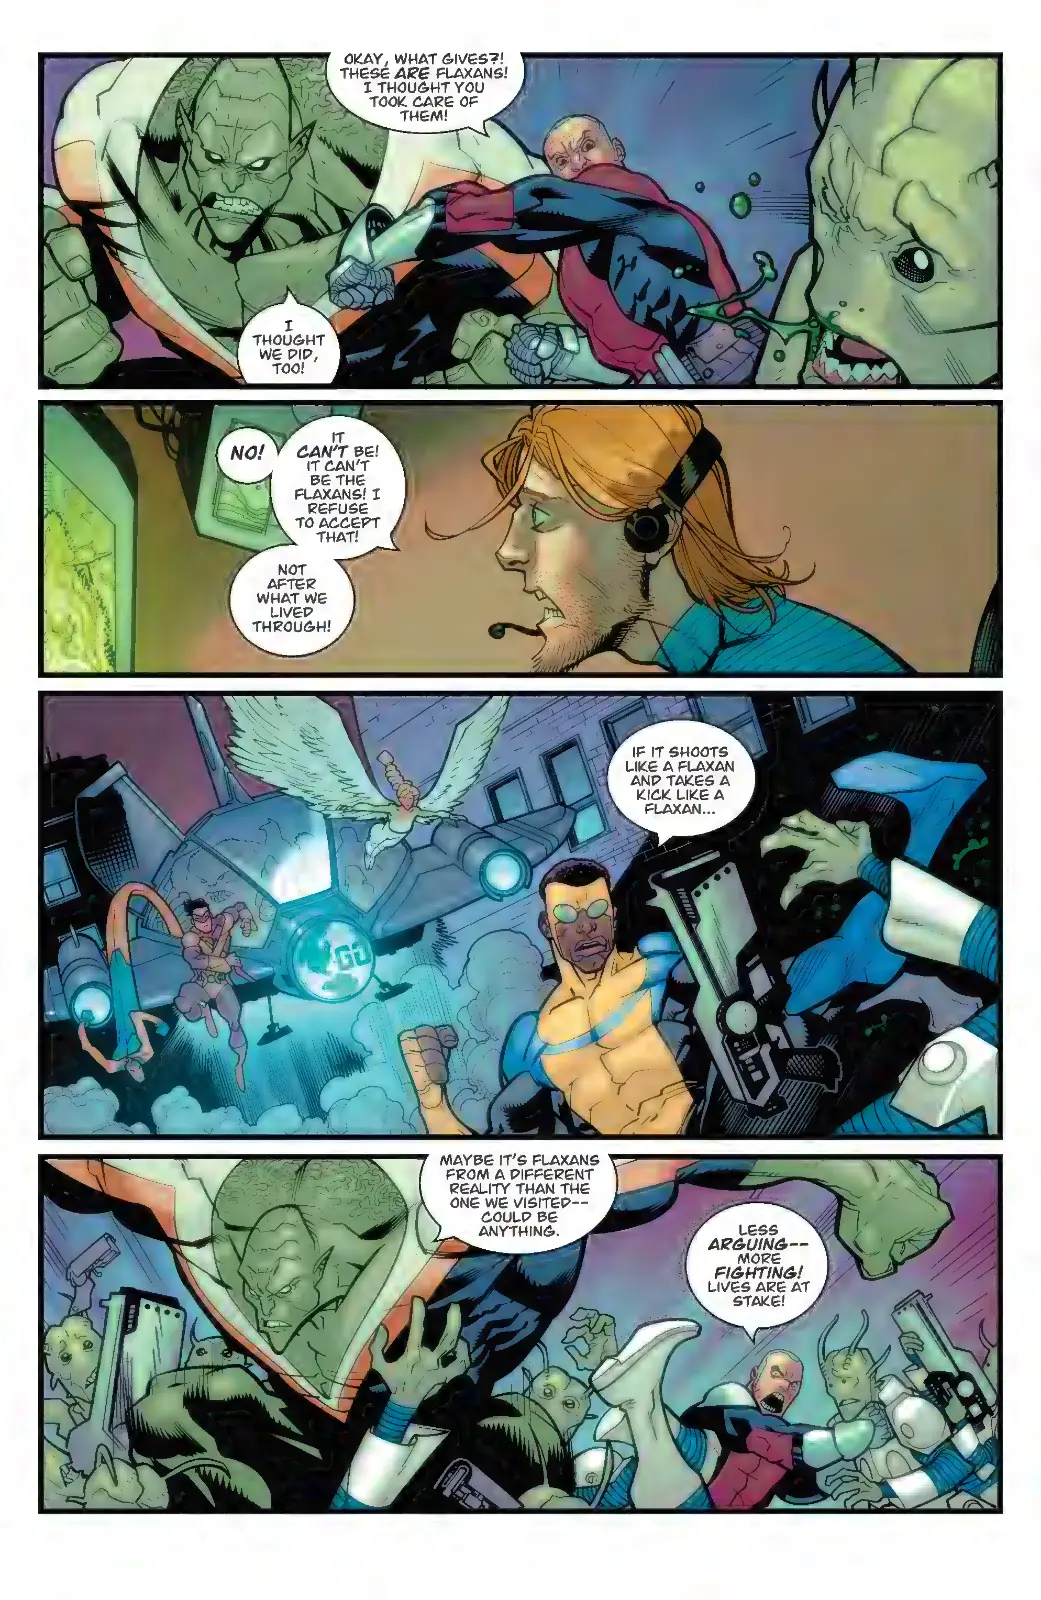 OKAY, WHAT GIVES?!
THESE ARE FLAXANS!
I THOUGHT YOU
TOOK CARE OF
THEM!
I
THOUGHT
WE DID,
TOO!
NO!
IT
CAN'T BE!
IT CAN'T
BE THE
FLAXANS! I
REFUSE
TO ACCEPT
THAT!
NOT
AFTER
WHAT WE
LIVED
THROUGH!
IF IT SHOOTS
LIKE A FLAXAN
AND TAKES A
KICK LIKE A
FLAXAN...
GO
MAYBE IT'S FLAXANS
FROM A DIFFERENT
REALITY THAN THE
ONE WE VISITED--
COULD BE
ANYTHING.
LESS
ARGUING--
MORE
FIGHTING!
LIVES ARE AT
STAKE!